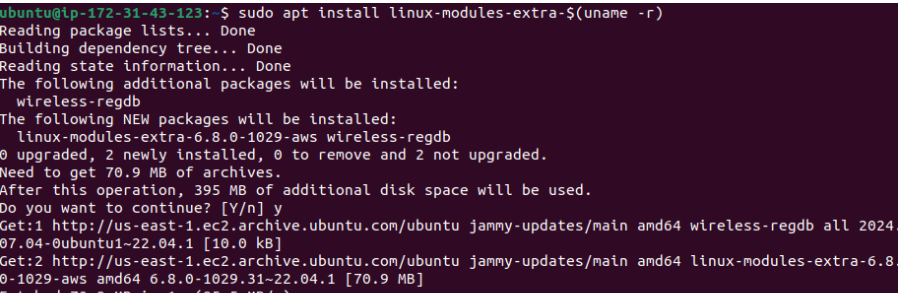 ubuntu@ip-172-31-43-123:~$ sudo apt install linux-modules-extra-$(uname -r)
Reading package lists... Done
Building dependency tree... Done
Reading state information... Done
The following additional packages will be installed:
  wireless-regdb
The following NEW packages will be installed:
  linux-modules-extra-6.8.0-1029-aws wireless-regdb
0 upgraded, 2 newly installed, 0 to remove and 2 not upgraded.
Need to get 70.9 MB of archives.
After this operation, 395 MB of additional disk space will be used.
Do you want to continue? [Y/n] y
Get:1 http://us-east-1.ec2.archive.ubuntu.com/ubuntu jammy-updates/main amd64 wireless-regdb all 2024.
07.04-0ubuntu1~22.04.1 [10.0 kB]
Get:2 http://us-east-1.ec2.archive.ubuntu.com/ubuntu jammy-updates/main amd64 linux-modules-extra-6.8.
0-1029-aws amd64 6.8.0-1029.31~22.04.1 [70.9 MB]